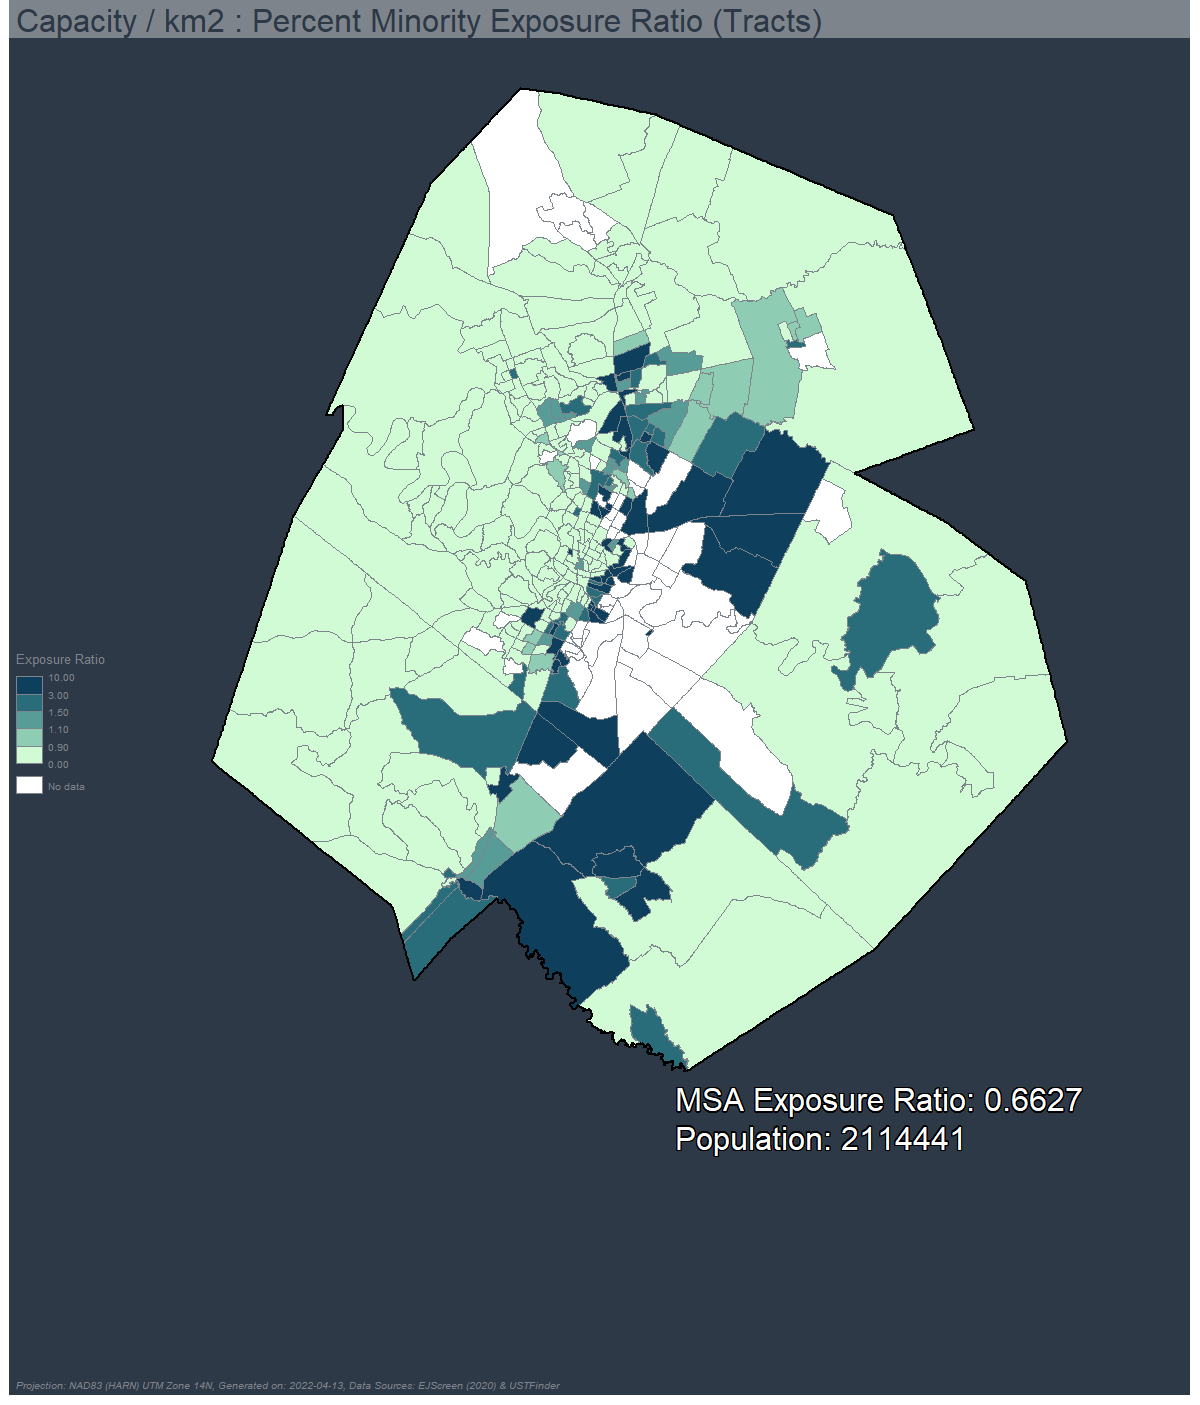 Capacity / km2 : Percent Minority Exposure Ratio (Tracts)
Exposure Ratio
10.00
3.00
1.50
1.10
0.90
0.00
No data
MSA Exposure Ratio: 0.6627
Population: 2114441
Projection: NAD83 (HARN) UTM Zone 14N, Generated on: 2022-04-13, Data Sources: EJScreen (2020) & USTFinder